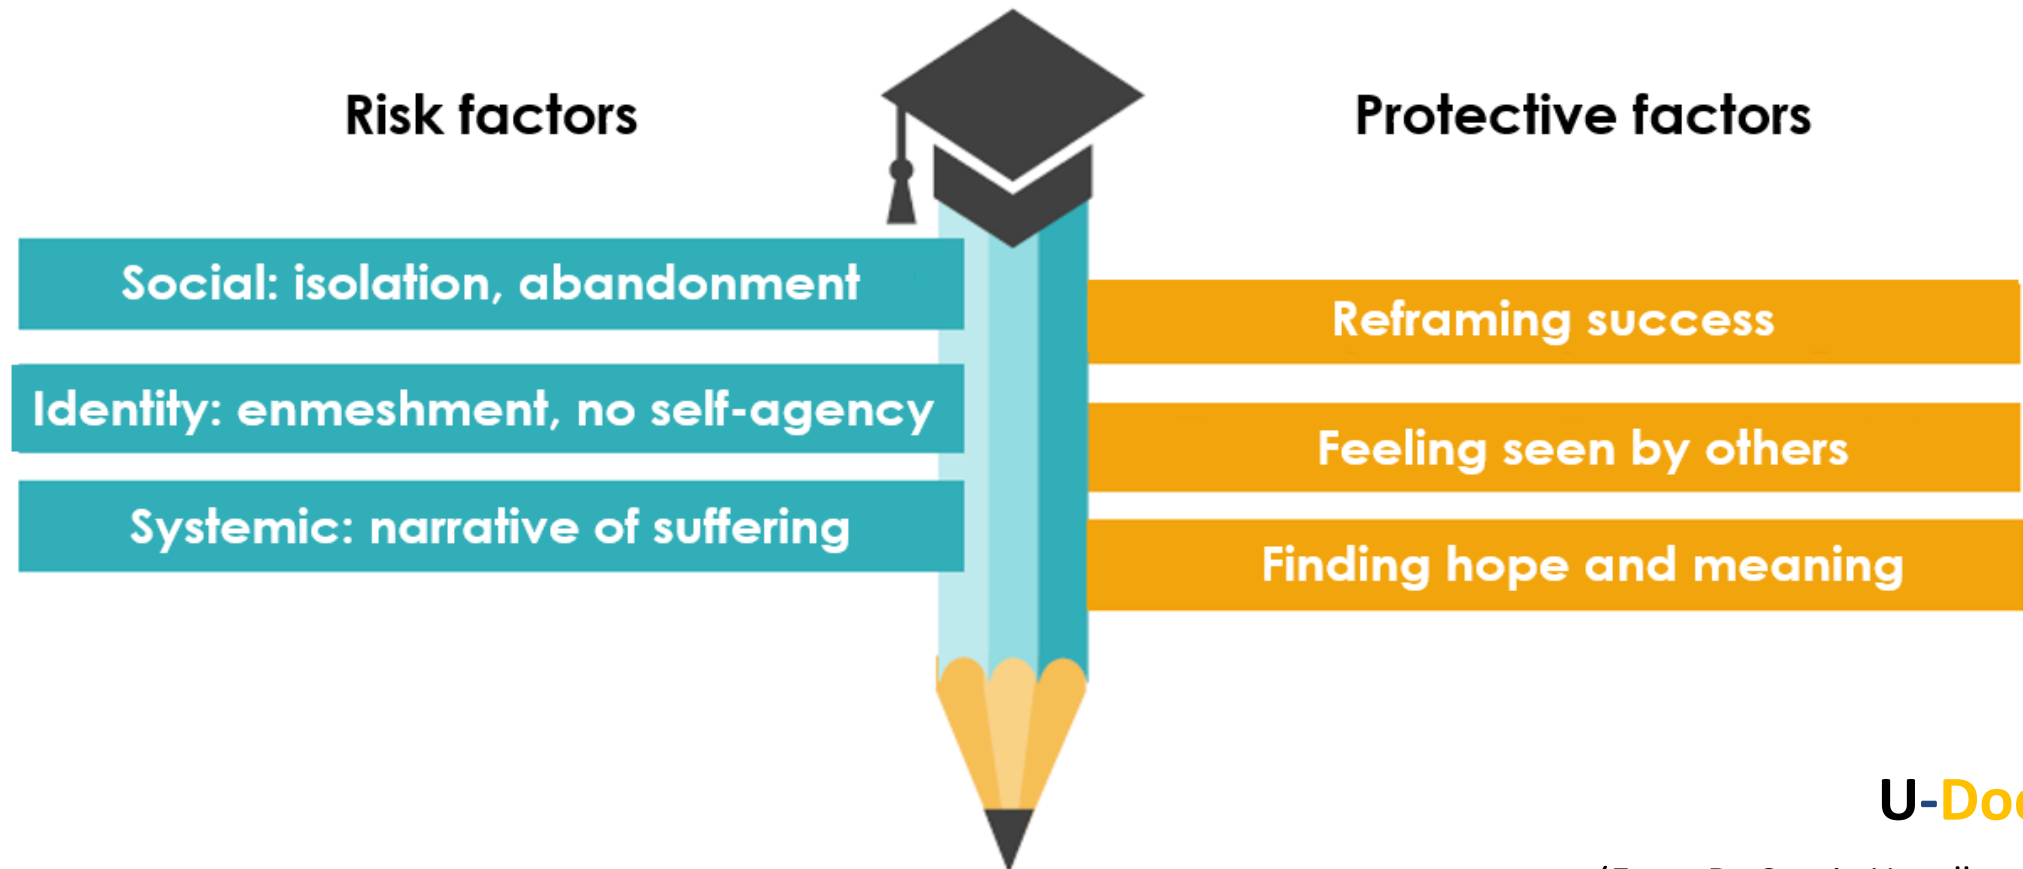 Risk factors
Protective factors
Social: isolation, abandonment
Identity: enmeshment, no self-agency
Systemic: narrative of suffering
Reframing success
Feeling seen by others
Finding hope and meaning
U-Doc